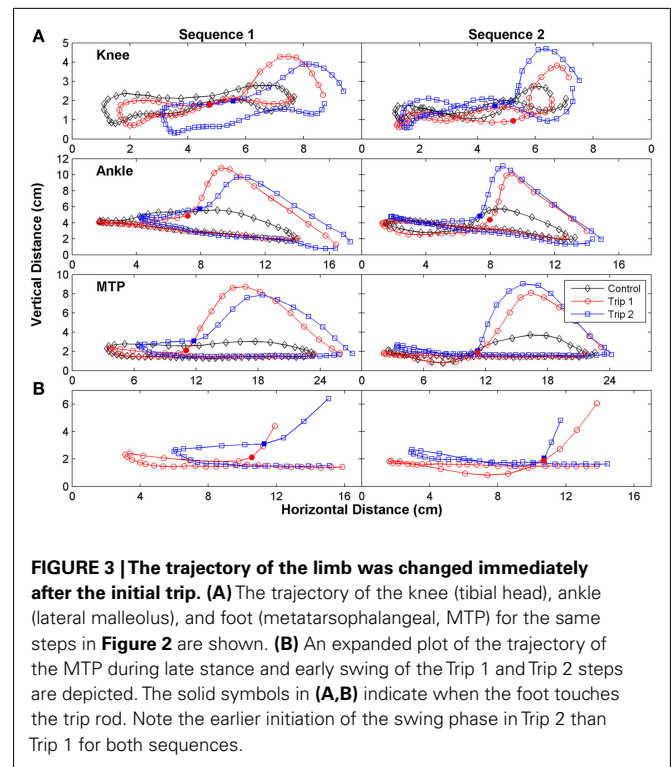 Sequence 1
Sequence 2
A
Knee
5
4
3
2
1
0
0 2 4 6 8
0 2 4 6 8 0
Ankle
12
10
8
6
4
2
0
0 4 8 12 16
0 4 8 12 16
MTP
10
8
6
4
2
0
0 6 12 18 24
0 6 12 18 24
Control
Trip 1
Trip 2
B
6
4
2
0
0 4 8 12 16
0 4 8 12 16
Vertical Distance (cm)
Horizontal Distance (cm)
FIGURE 3 | The trajectory of the limb was changed immediately
after the initial trip. (A) The trajectory of the knee (tibial head), ankle
(lateral malleolus), and foot (metatarsophalangeal, MTP) for the same
steps in Figure 2 are shown. (B) An expanded plot of the trajectory of
the MTP during late stance and early swing of the Trip 1 and Trip 2 steps
are depicted. The solid symbols in (A,B) indicate when the foot touches
the trip rod. Note the earlier initiation of the swing phase in Trip 2 than
Trip 1 for both sequences.